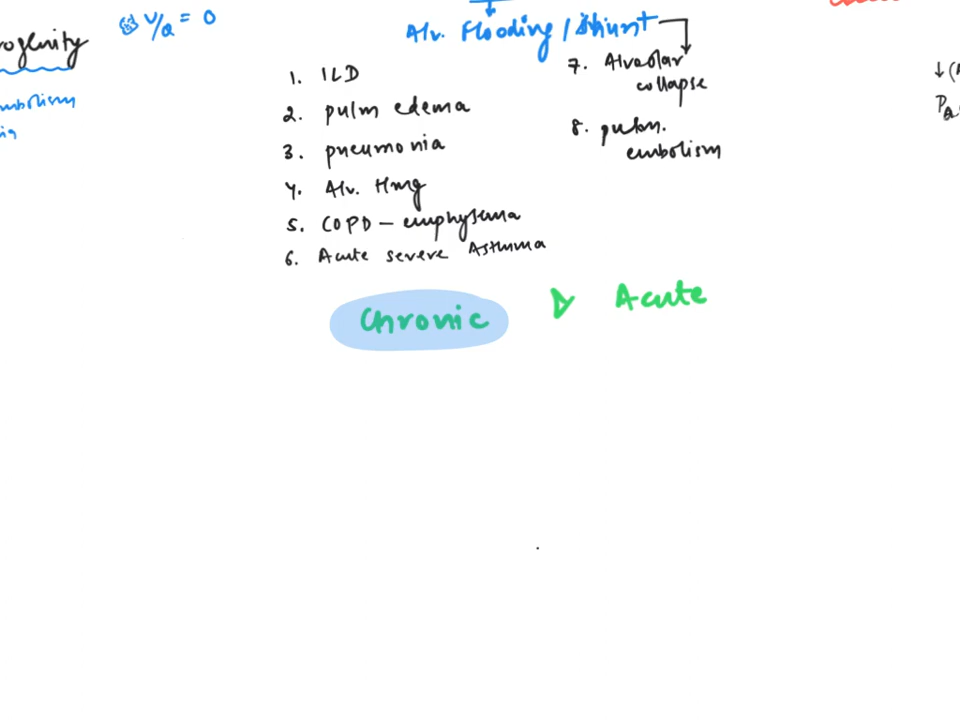 V/Q = 0
Alv. Flooding / Shunt
1. ILD
2. pulm edema
3. pneumonia
4. Alv. Hmg
5. COPD – emphysema
6. Acute severe Asthma
7. Alveolar
collapse
8. pulm.
embolism
Chronic ▷ Acute